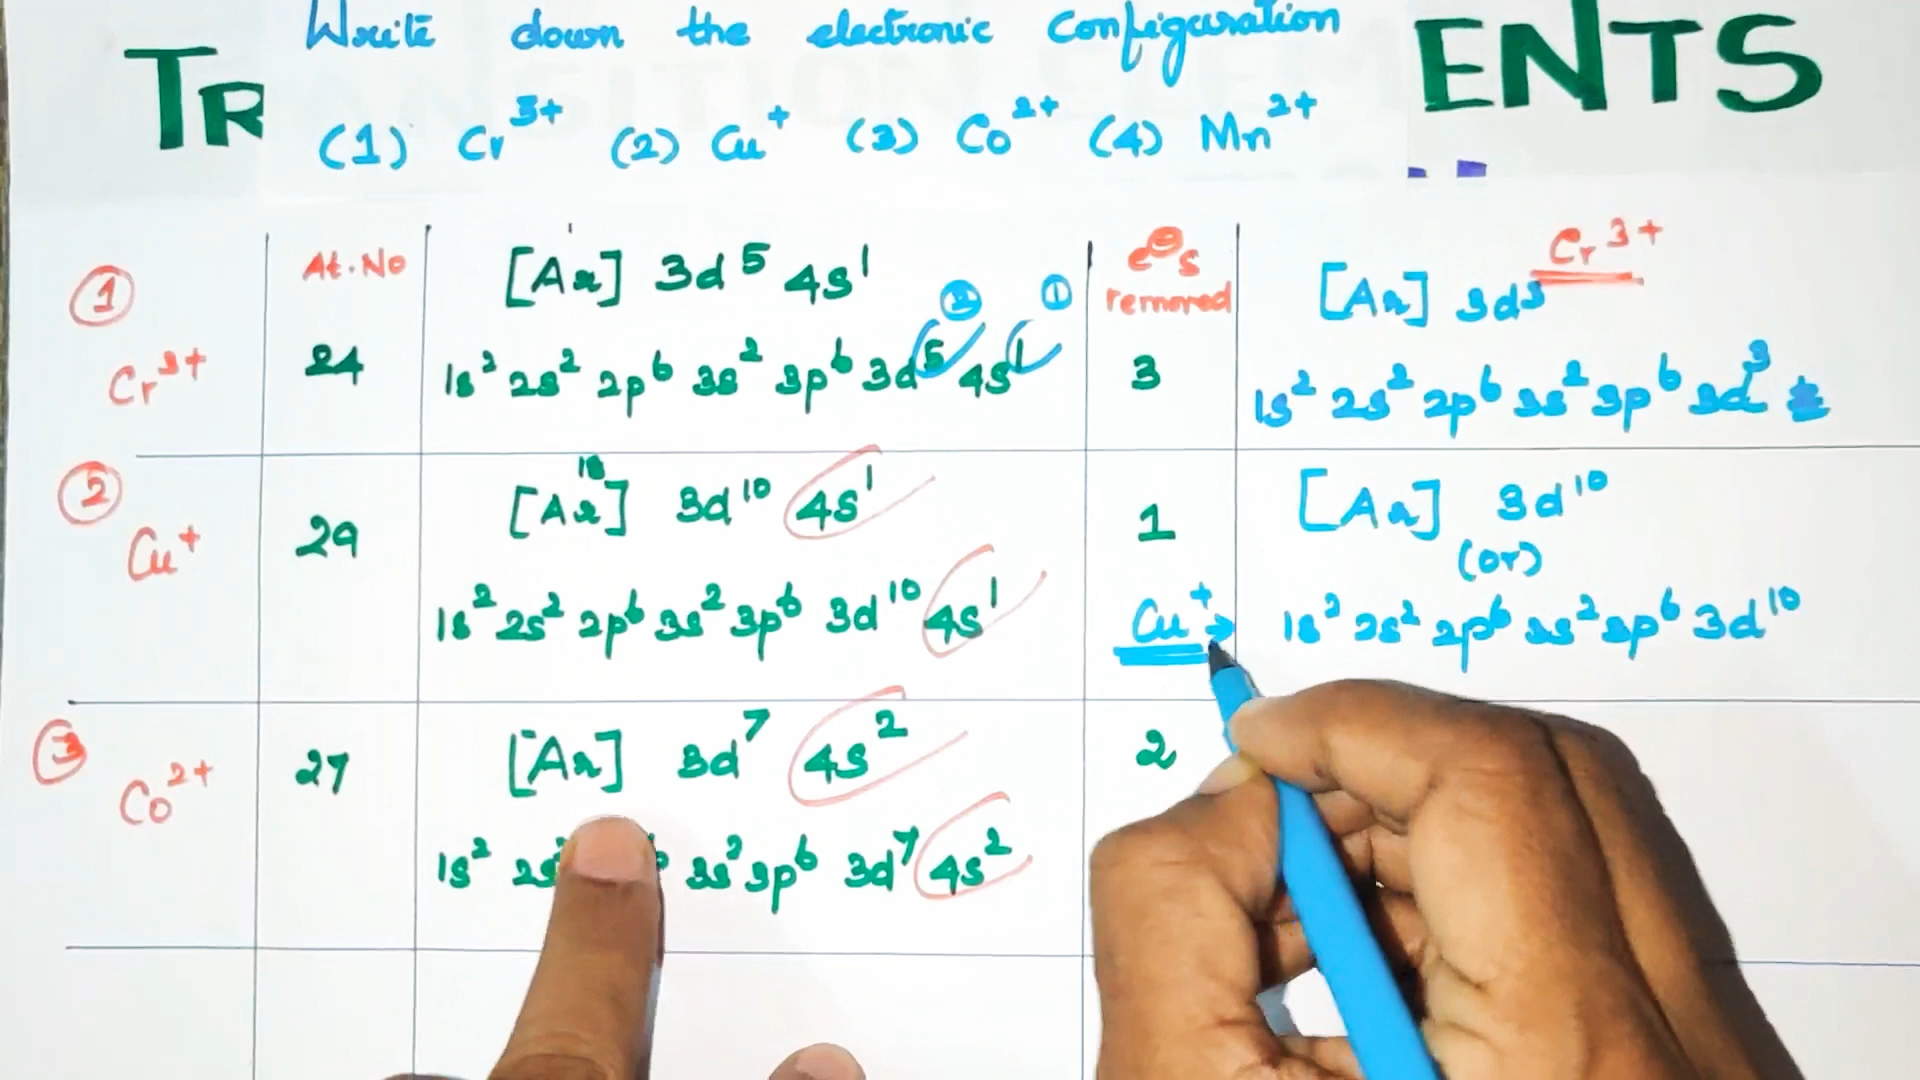 Write down the electronic configuration
TR ENTS
(1) Cr³⁺ (2) Cu⁺ (3) Co²⁺ (4) Mn²⁺
① At.No [Ar] 3d⁵ 4s¹ e⊖s removed [Ar] 3d³ Cr³⁺
② ①
Cr³⁺ 24 1s² 2s² 2p⁶ 3s² 3p⁶ 3d⁵ 4s¹ 3 1s² 2s² 2p⁶ 3s² 3p⁶ 3d³
② [Ar]¹⁸ 3d¹⁰ 4s¹ [Ar] 3d¹⁰
Cu⁺ 29 1 (or)
1s² 2s² 2p⁶ 3s² 3p⁶ 3d¹⁰ 4s¹ Cu⁺ → 1s² 2s² 2p⁶ 3s² 3p⁶ 3d¹⁰
③ [Ar] 3d⁷ 4s² 2
Co²⁺ 27
1s² 3s² 3p⁶ 3d⁷ 4s²